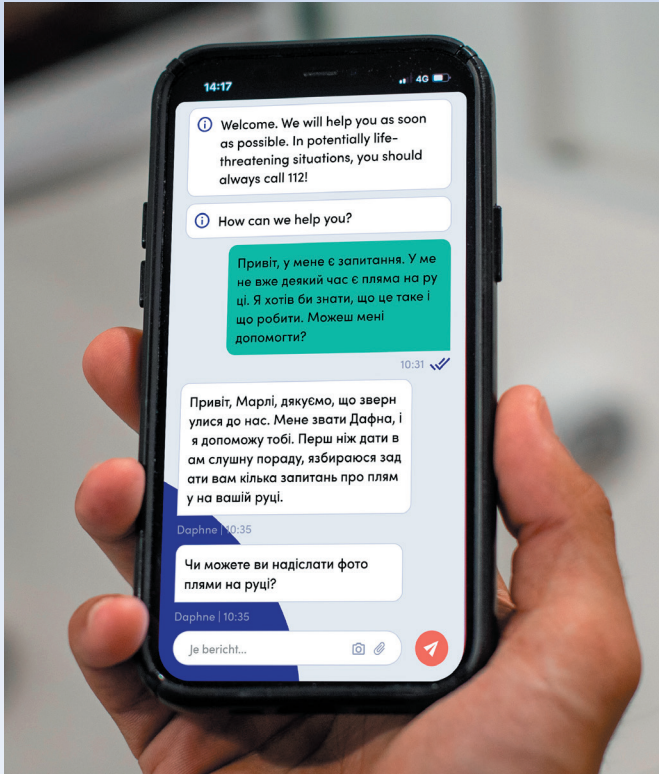 14:17
4G
Welcome. We will help you as soon
as possible. In potentially life-
threatening situations, you should
always call 112!
How can we help you?
Привіт, у мене є запитання. У ме
не вже деякий час є пляма на ру
ці. Я хотів би знати, що це таке і
що робити. Можеш мені
допомогти?
10:31
Привіт, Марлі, дякуємо, що зверн
улися до нас. Мене звати Дафна, і
я допоможу тобі. Перш ніж дати в
ам слушну пораду, язбираюся зад
ати вам кілька запитань про плям
у на вашій руці.
Daphne | 10:35
Чи можете ви надіслати фото
плями на руці?
Daphne | 10:35
Je bericht...